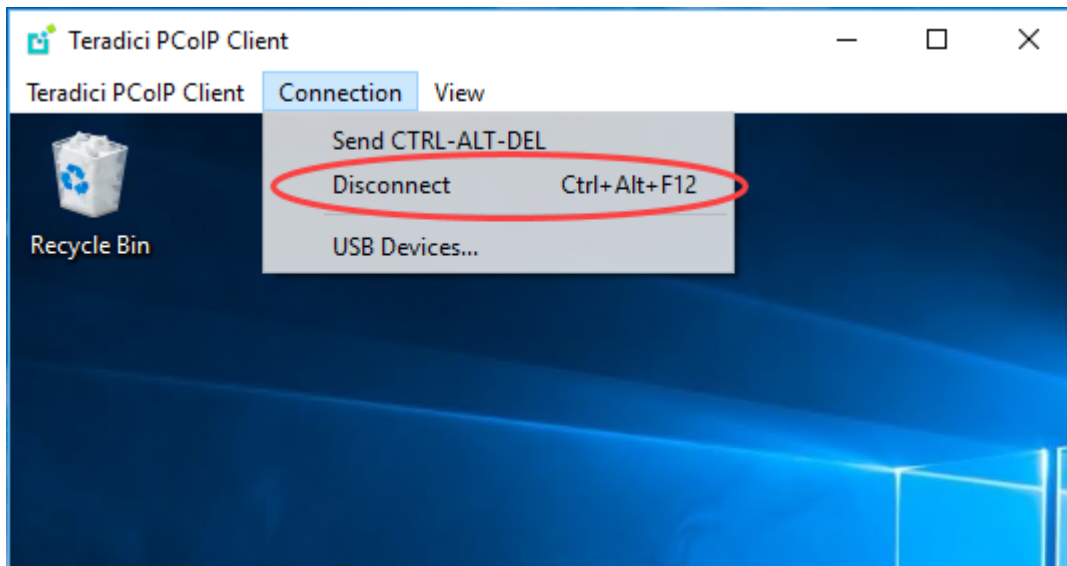 Teradici PCoIP Client
Teradici PCoIP Client Connection View
Send CTRL-ALT-DEL
Disconnect Ctrl+Alt+F12
USB Devices...
Recycle Bin